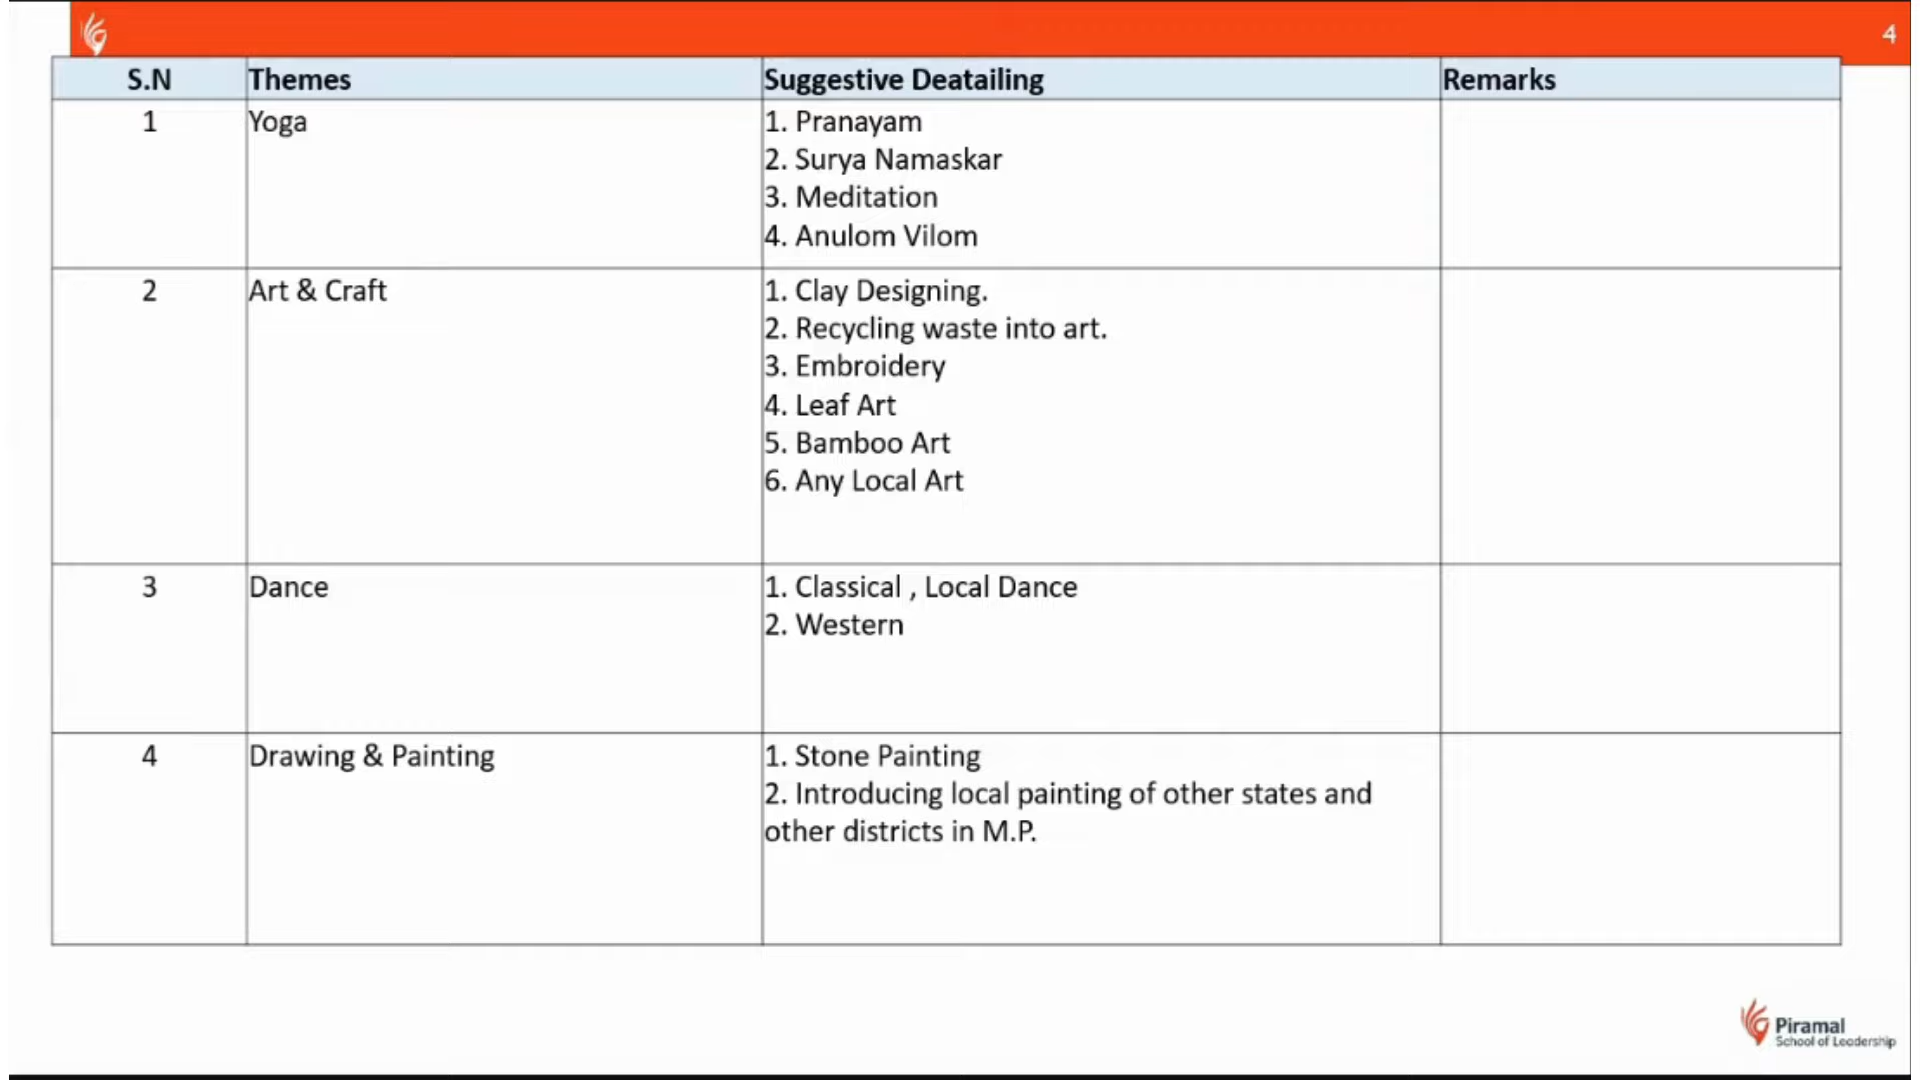 4
S.N Themes Suggestive Deatailing Remarks
1 Yoga 1. Pranayam
2. Surya Namaskar
3. Meditation
4. Anulom Vilom
2 Art & Craft 1. Clay Designing.
2. Recycling waste into art.
3. Embroidery
4. Leaf Art
5. Bamboo Art
6. Any Local Art
3 Dance 1. Classical , Local Dance
2. Western
4 Drawing & Painting 1. Stone Painting
2. Introducing local painting of other states and
other districts in M.P.
Piramal
School of Leadership